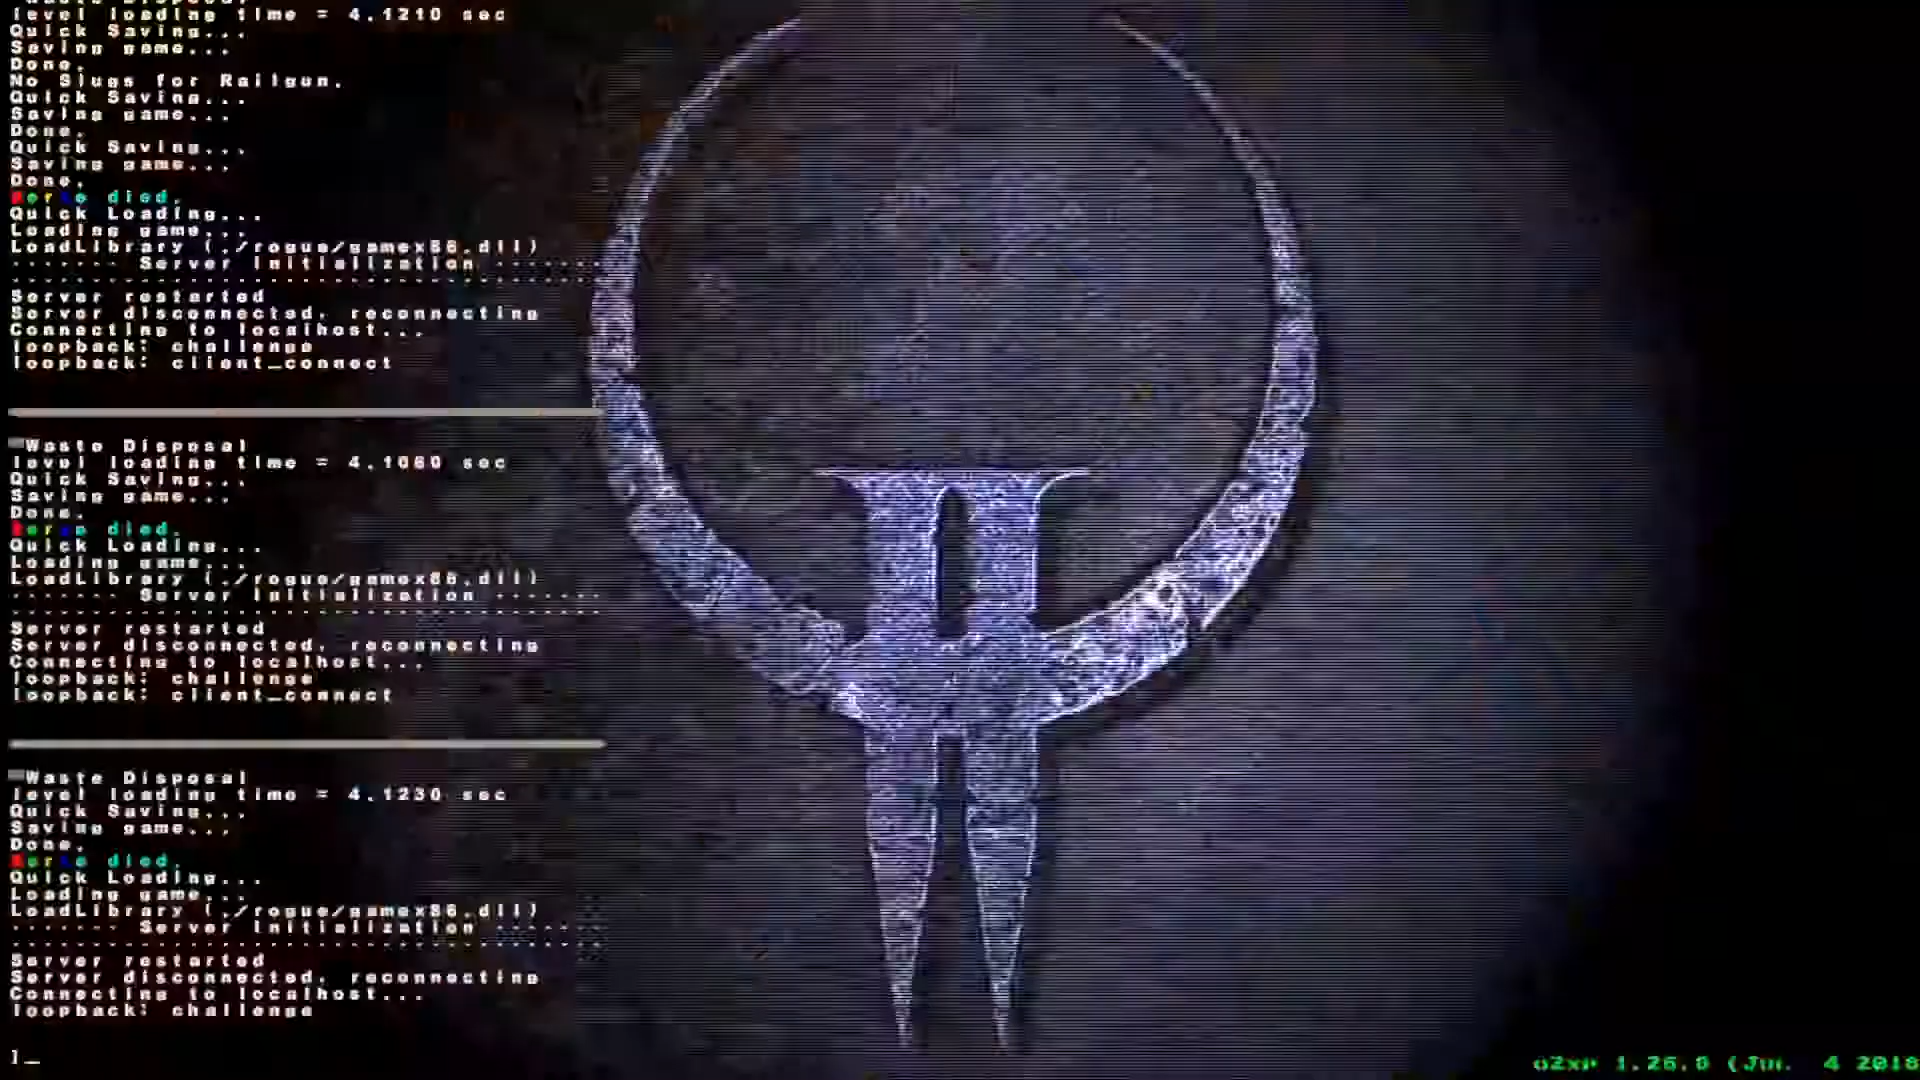 level loading time = 4.1210 sec
Quick Saving...
Saving game...
Done.
No Slugs for Railgun.
Quick Saving...
Saving game...
Done.
Quick Saving...
Saving game...
Done.
died.
Quick Loading...
Loading game...
LoadLibrary (./rogue/gamex86.dll)
------- Server Initialization -------
Server restarted
Server disconnected, reconnecting
Connecting to localhost...
loopback: challenge
loopback: client_connect
Waste Disposal
level loading time = 4.1060 sec
Quick Saving...
Saving game...
Done.
died.
Quick Loading...
Loading game...
LoadLibrary (./rogue/gamex86.dll)
------- Server Initialization -------
Server restarted
Server disconnected, reconnecting
Connecting to localhost...
loopback: challenge
loopback: client_connect
Waste Disposal
level loading time = 4.1230 sec
Quick Saving...
Saving game...
Done.
died.
Quick Loading...
Loading game...
LoadLibrary (./rogue/gamex86.dll)
------- Server Initialization -------
Server restarted
Server disconnected, reconnecting
Connecting to localhost...
loopback: challenge
]_
q2xp 1.26.8 (Jul 4 2018